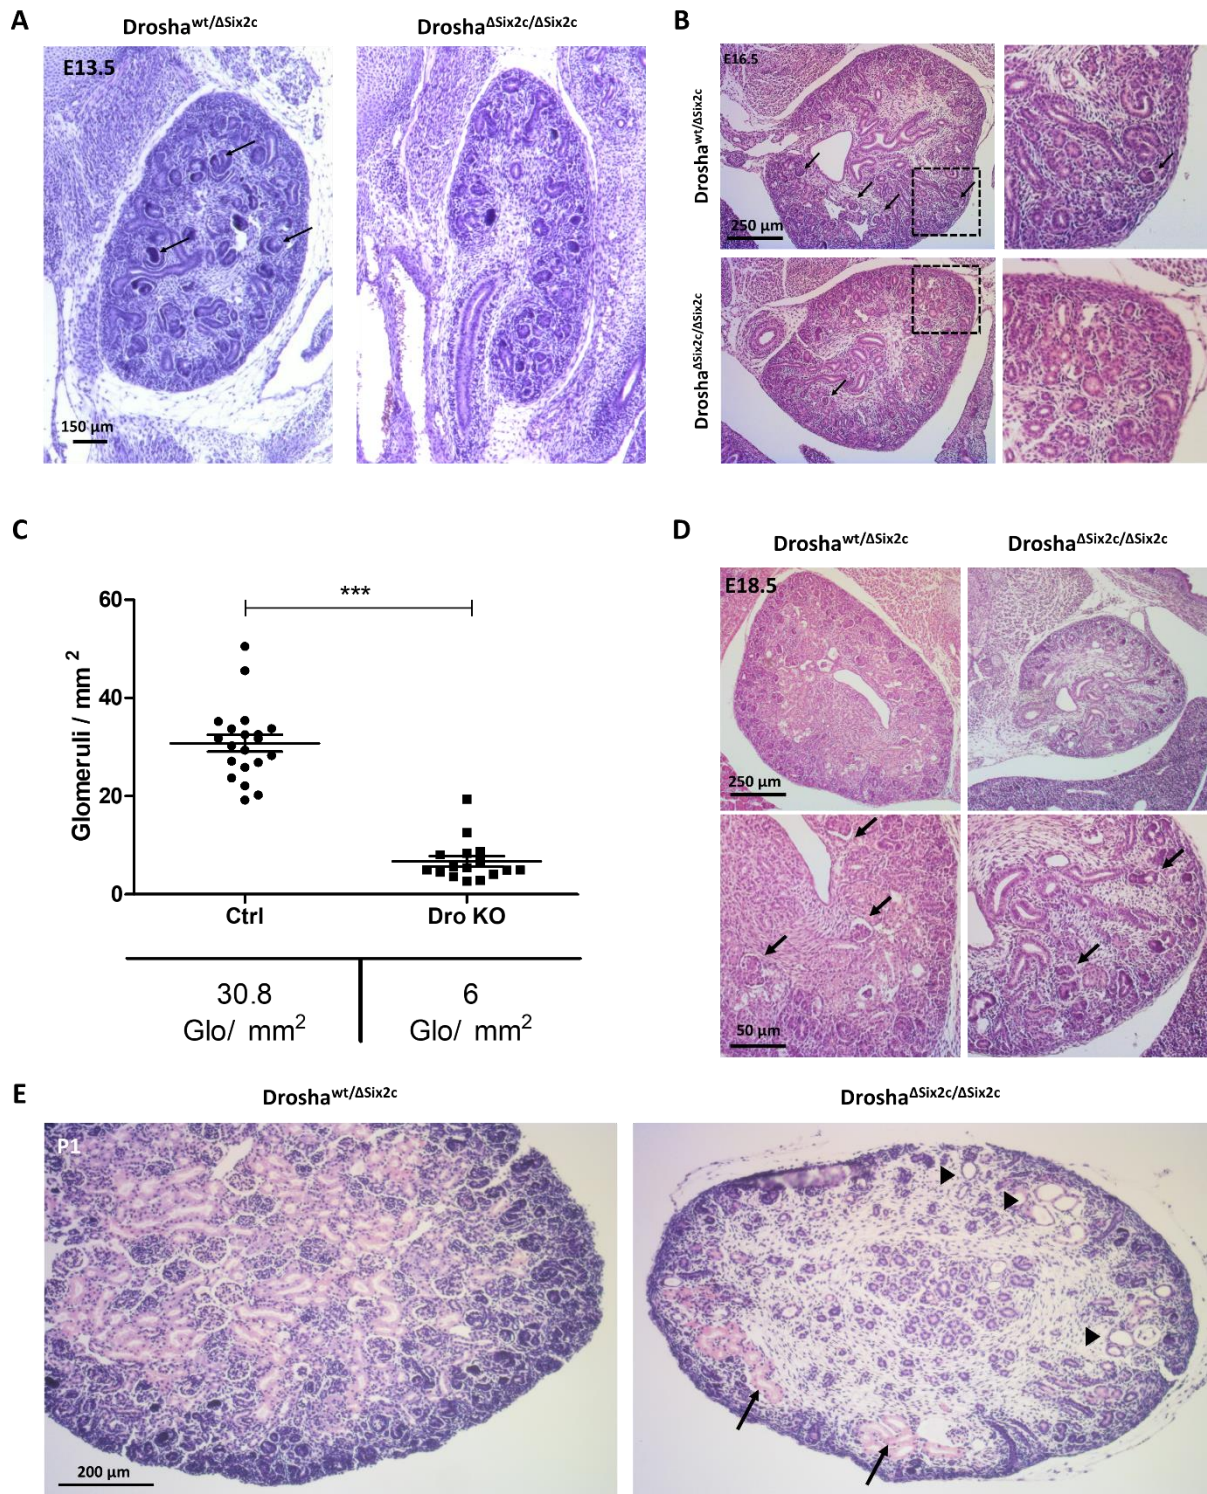 A
Drosha^wt/ΔSix2c
Drosha^ΔSix2c/ΔSix2c
E13.5
150 µm
B
E16.5
Drosha^wt/ΔSix2c
250 µm
Drosha^ΔSix2c/ΔSix2c
C
***
60
40
20
0
Glomeruli / mm²
Ctrl
Dro KO
30.8
Glo/ mm²
6
Glo/ mm²
D
Drosha^wt/ΔSix2c
Drosha^ΔSix2c/ΔSix2c
E18.5
250 µm
50 µm
E
Drosha^wt/ΔSix2c
Drosha^ΔSix2c/ΔSix2c
P1
200 µm